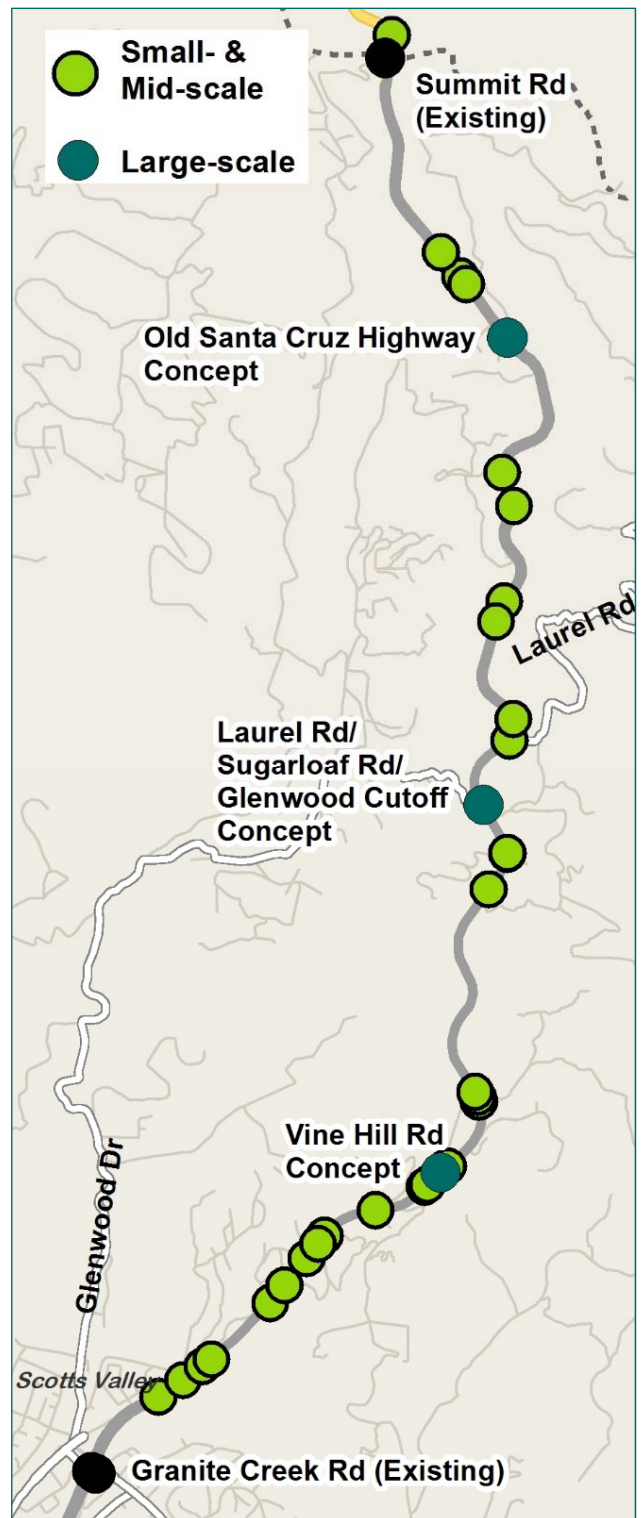 Small- &
Mid-scale
Large-scale
Summit Rd
(Existing)
Old Santa Cruz Highway
Concept
Laurel Rd
Laurel Rd/
Sugarloaf Rd/
Glenwood Cutoff
Concept
Vine Hill Rd
Concept
Glenwood Dr
Scotts Valley
Granite Creek Rd (Existing)